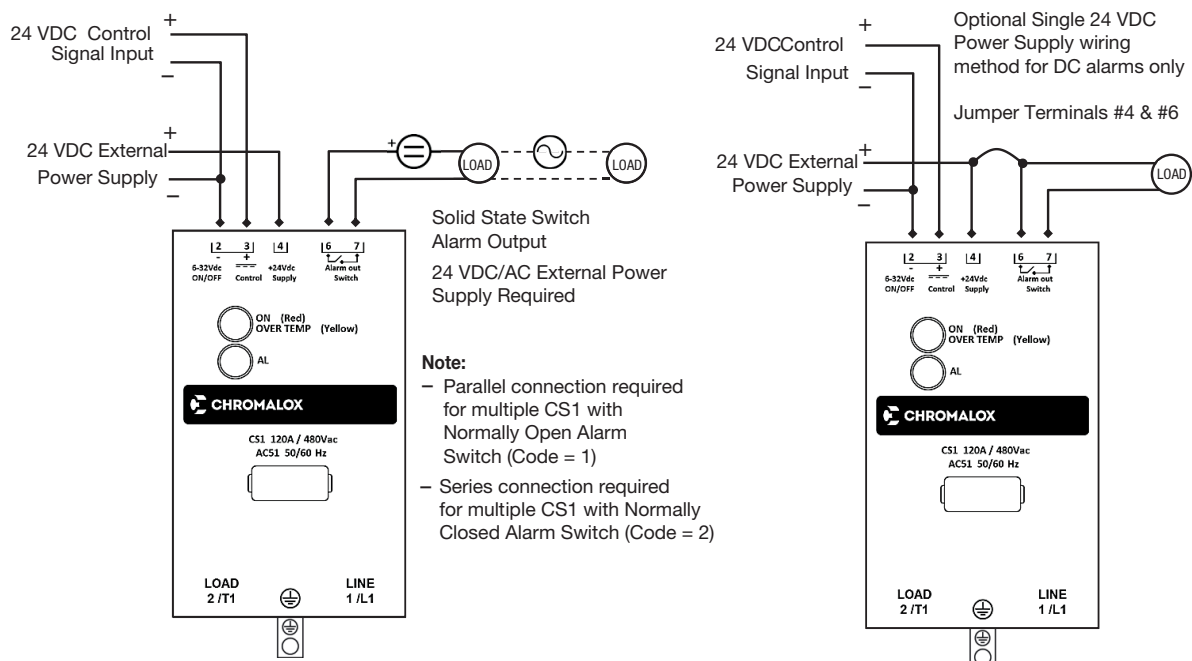 +
24 VDC  Control
Signal Input
–
+
24 VDC External
Power Supply
–
+
LOAD
LOAD
Solid State Switch
Alarm Output
24 VDC/AC External Power
Supply Required
2 3 4 6 7
- +
6-32Vdc
ON/OFF
Control
+24Vdc
Supply
Alarm out
Switch
ON (Red)
OVER TEMP (Yellow)
AL
CHROMALOX
CS1 120A / 480Vac
AC51 50/60 Hz
LOAD
2 /T1
LINE
1 /L1
Note:
– Parallel connection required
for multiple CS1 with
Normally Open Alarm
Switch (Code = 1)
– Series connection required
for multiple CS1 with Normally
Closed Alarm Switch (Code = 2)
+
24 VDCControl
Signal Input
–
Optional Single 24 VDC
Power Supply wiring
method for DC alarms only
Jumper Terminals #4 & #6
+
24 VDC External
Power Supply
–
LOAD
2 3 4 6 7
- +
6-32Vdc
ON/OFF
Control
+24Vdc
Supply
Alarm out
Switch
ON (Red)
OVER TEMP (Yellow)
AL
CHROMALOX
CS1 120A / 480Vac
AC51 50/60 Hz
LOAD
2 /T1
LINE
1 /L1